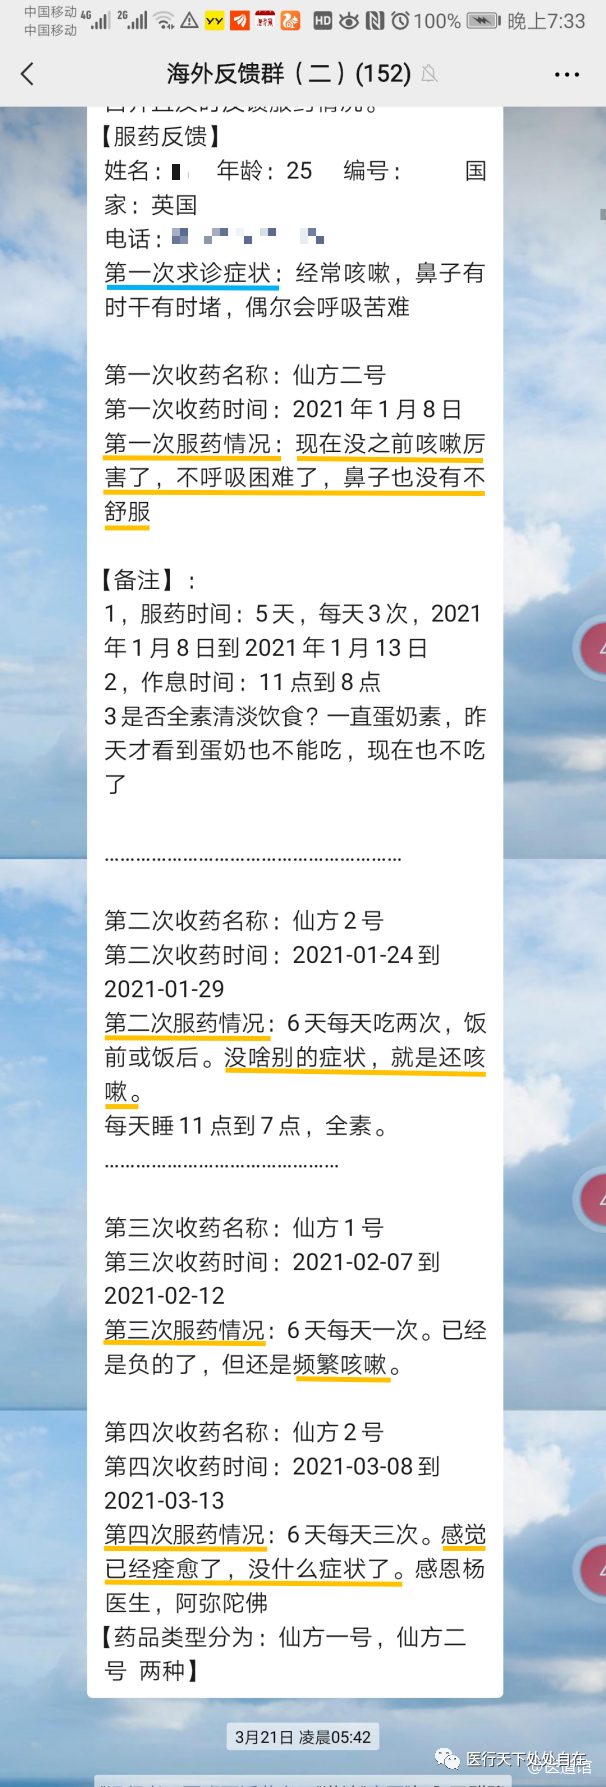 中国移动 4G 2G HD 100% 晚上7:33
中国移动
海外反馈群（二）(152)
【服药反馈】
姓名： 年龄：25 编号： 国
家：英国
电话：
第一次求诊症状：经常咳嗽，鼻子有
时干有时堵，偶尔会呼吸苦难
第一次收药名称：仙方二号
第一次收药时间：2021年1月8日
第一次服药情况：现在没之前咳嗽厉
害了，不呼吸困难了，鼻子也没有不
舒服
【备注】：
1，服药时间：5天，每天3次，2021
年1月8日到2021年1月13日
2，作息时间：11点到8点
3是否全素清淡饮食？一直蛋奶素，昨
天才看到蛋奶也不能吃，现在也不吃
了
…………………………………………………
第二次收药名称：仙方2号
第二次收药时间：2021-01-24到
2021-01-29
第二次服药情况：6天每天吃两次，饭
前或饭后。没啥别的症状，就是还咳
嗽。
每天睡11点到7点，全素。
………………………………………
第三次收药名称：仙方1号
第三次收药时间：2021-02-07到
2021-02-12
第三次服药情况：6天每天一次。已经
是负的了，但还是频繁咳嗽。
第四次收药名称：仙方2号
第四次收药时间：2021-03-08到
2021-03-13
第四次服药情况：6天每天三次。感觉
已经痊愈了，没什么症状了。感恩杨
医生，阿弥陀佛
【药品类型分为：仙方一号，仙方二
号 两种】
3月21日 凌晨05:42
医行天下处处自在